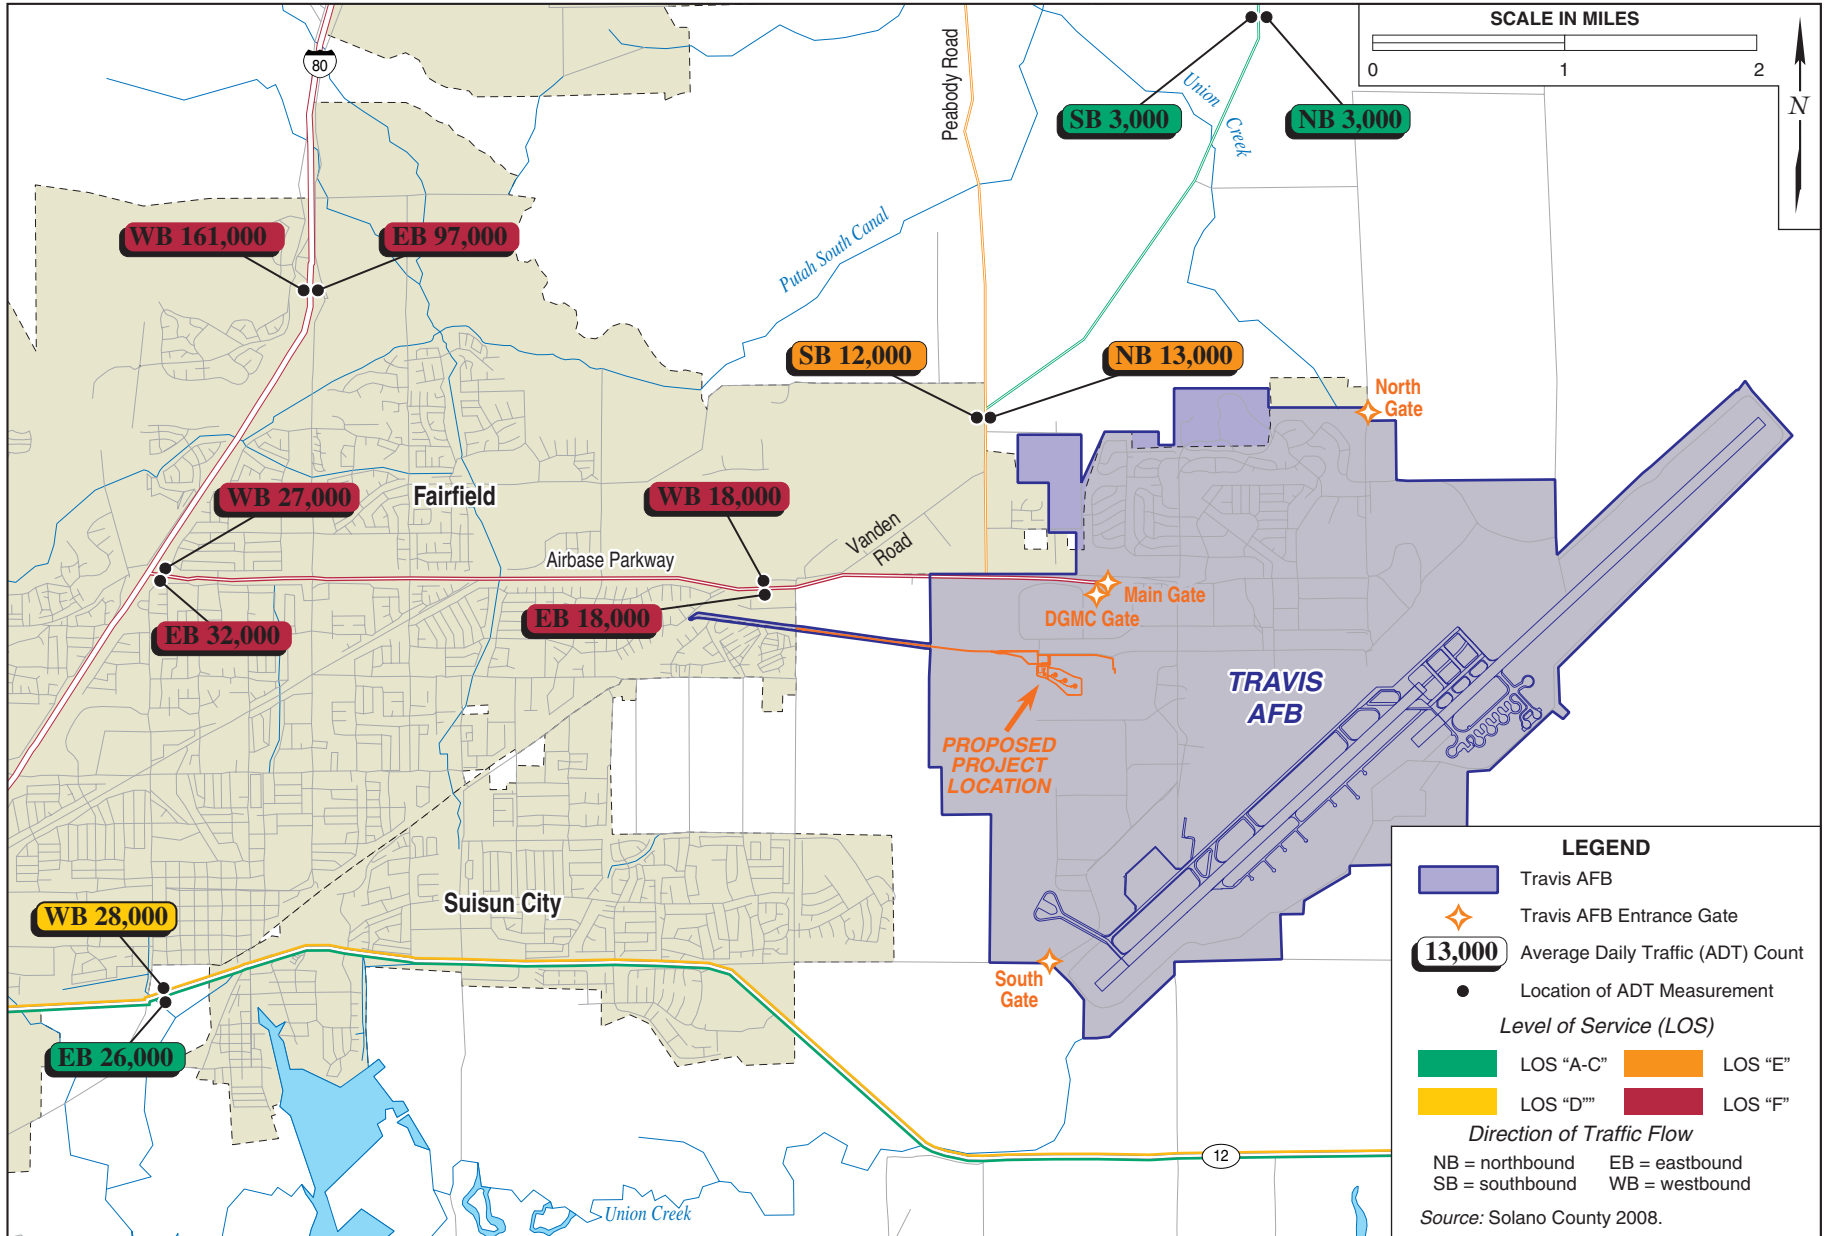 SCALE IN MILES
0 1 2
N
80
Peabody Road
Union
Creek
SB 3,000
NB 3,000
WB 161,000
EB 97,000
Putah South Canal
SB 12,000
NB 13,000
North
Gate
WB 27,000
Fairfield
WB 18,000
Vanden
Road
Airbase Parkway
Main Gate
DGMC Gate
EB 18,000
EB 32,000
TRAVIS
AFB
PROPOSED
PROJECT
LOCATION
Suisun City
WB 28,000
South
Gate
EB 26,000
12
Union Creek
LEGEND
Travis AFB
Travis AFB Entrance Gate
13,000 Average Daily Traffic (ADT) Count
Location of ADT Measurement
Level of Service (LOS)
LOS “A-C” LOS “E”
LOS “D”” LOS “F”
Direction of Traffic Flow
NB = northbound EB = eastbound
SB = southbound WB = westbound
Source: Solano County 2008.